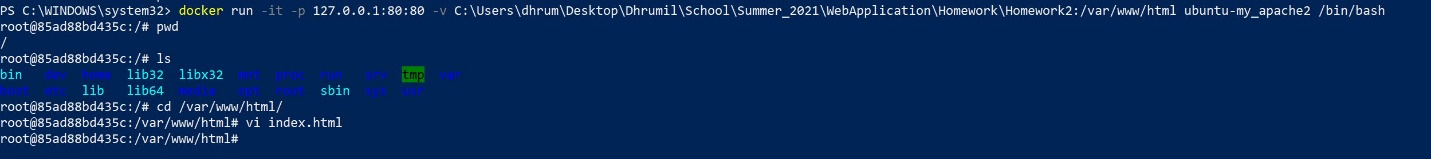 PS C:\WINDOWS\system32> docker run -it -p 127.0.0.1:80:80 -v C:\Users\dhrum\Desktop\Dhrumil\School\Summer_2021\WebApplication\Homework\Homework2:/var/www/html ubuntu-my_apache2 /bin/bash
root@85ad88bd435c:/# pwd
/
root@85ad88bd435c:/# ls
bin dev home lib32 libx32 mnt proc run srv tmp var
boot etc lib lib64 media opt root sbin sys usr
root@85ad88bd435c:/# cd /var/www/html/
root@85ad88bd435c:/var/www/html# vi index.html
root@85ad88bd435c:/var/www/html#